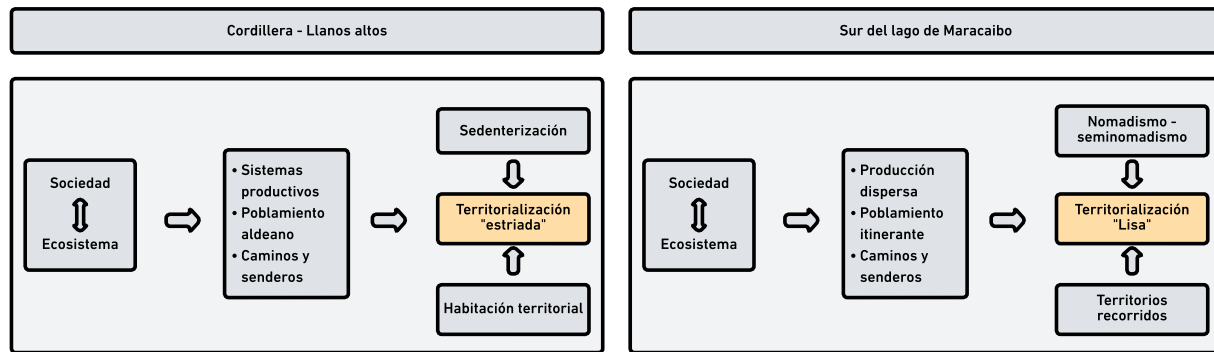 Cordillera - Llanos altos
Sociedad
Ecosistema
• Sistemas
productivos
• Poblamiento
aldeano
• Caminos y
senderos
Sedenterización
Territorialización
"estriada"
Habitación territorial
Sur del lago de Maracaibo
Sociedad
Ecosistema
• Producción
dispersa
• Poblamiento
itinerante
• Caminos y
senderos
Nomadismo -
seminomadismo
Territorialización
"Lisa"
Territorios
recorridos